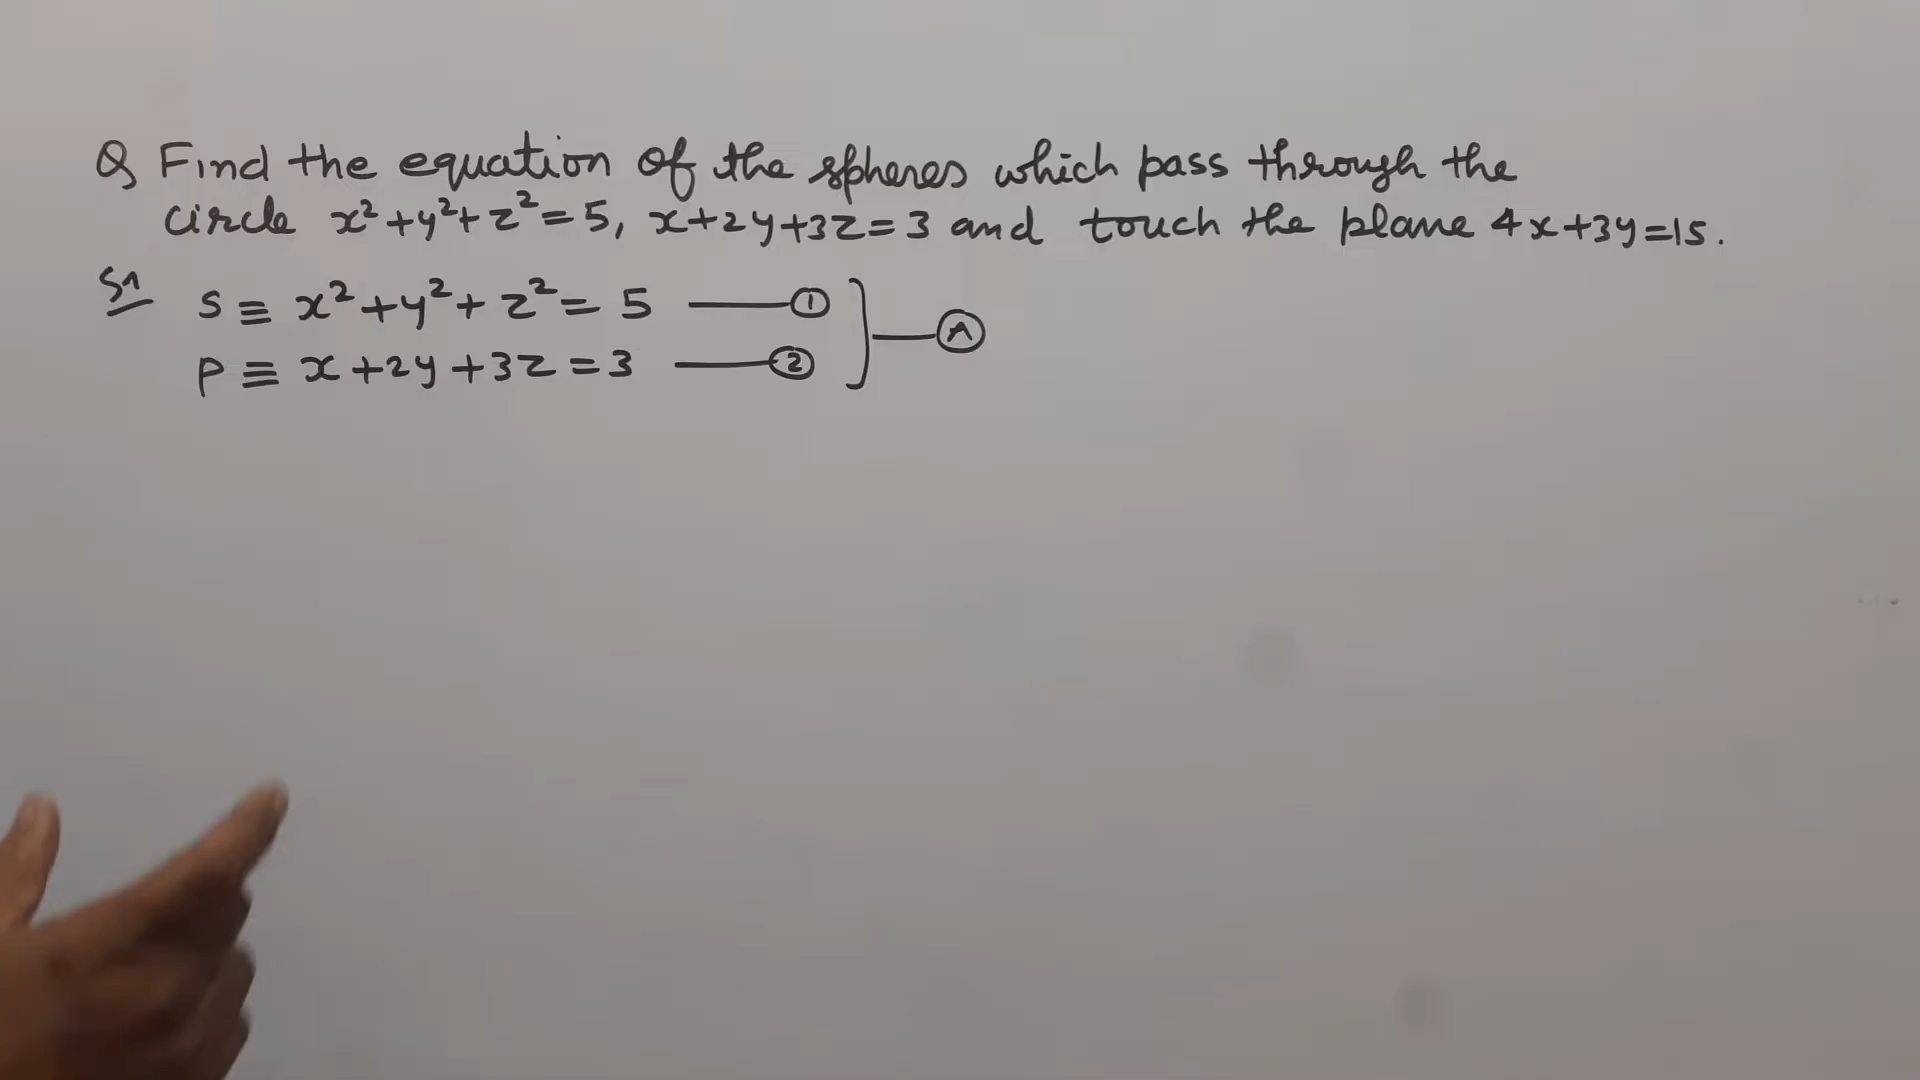 Q Find the equation of the spheres which pass through the
circle x²+y²+z²=5, x+2y+3z=3 and touch the plane 4x+3y=15.
Sn S ≡ x²+y²+z²= 5 —— ①
P ≡ x+2y+3z=3 —— ② ] —— Ⓐ